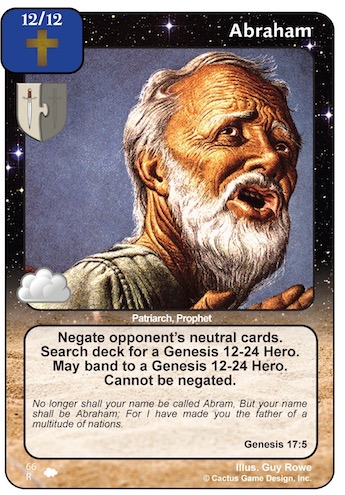 12/12
Abraham
Patriarch, Prophet
Negate opponent's neutral cards.
Search deck for a Genesis 12-24 Hero.
May band to a Genesis 12-24 Hero.
Cannot be negated.
No longer shall your name be called Abram, But your name
shall be Abraham; For I have made you the father of a
multitude of nations.
Genesis 17:5
66
R
Illus. Guy Rowe
© Cactus Game Design, Inc.